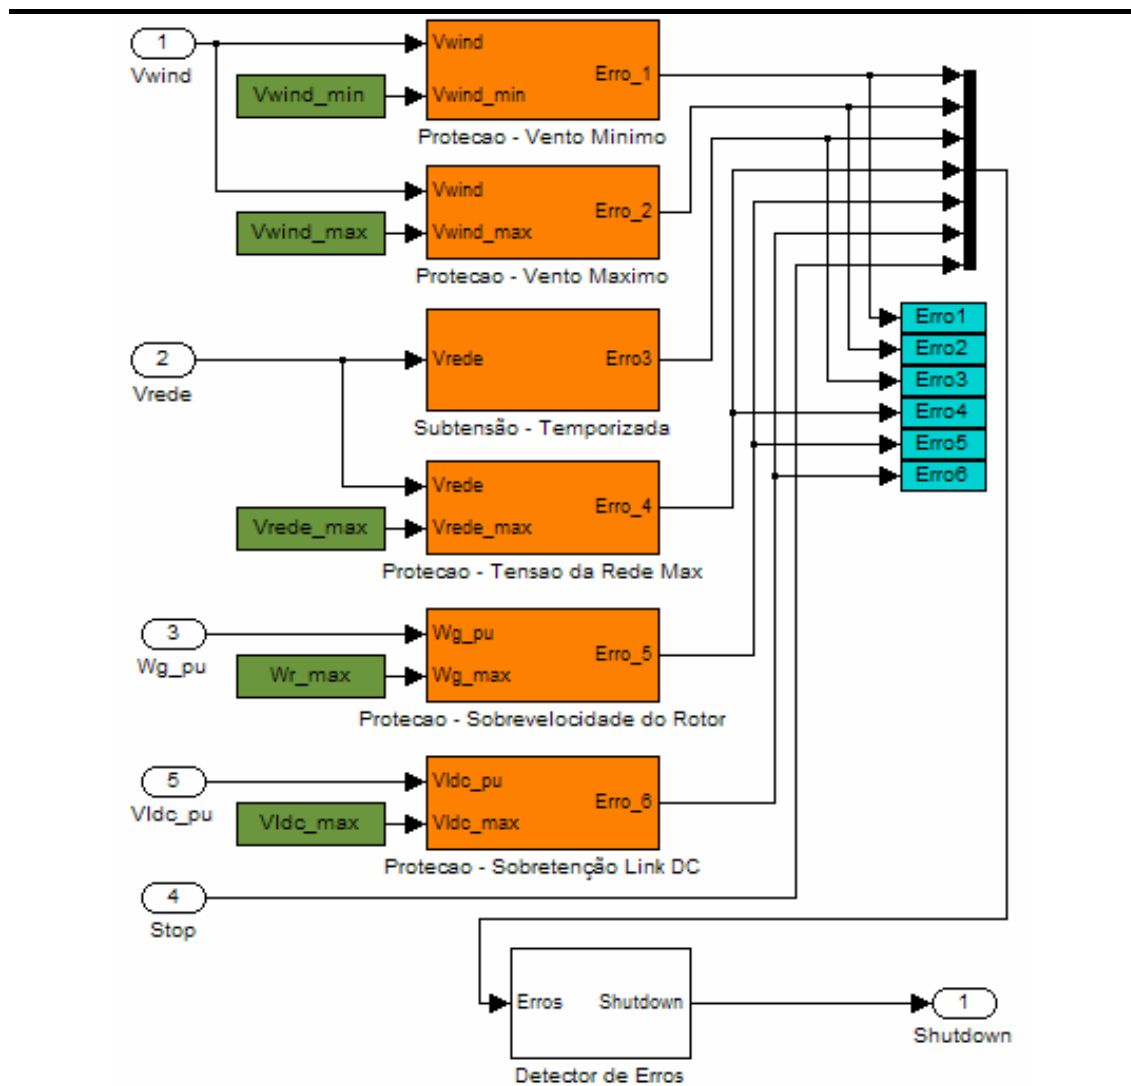 1
Vwind
Vwind_min
Vwind
Vwind_min
Erro_1
Protecao - Vento Minimo
Vwind_max
Vwind
Vwind_max
Erro_2
Protecao - Vento Maximo
2
Vrede
Vrede
Erro3
Subtensão - Temporizada
Vrede_max
Vrede
Vrede_max
Erro_4
Protecao - Tensao da Rede Max
3
Wg_pu
Wr_max
Wg_pu
Wg_max
Erro_5
Protecao - Sobrevelocidade do Rotor
5
Vldc_pu
Vldc_max
Vldc_pu
Vldc_max
Erro_6
Protecao - Sobretenção Link DC
4
Stop
Erro1
Erro2
Erro3
Erro4
Erro5
Erro6
Erros
Shutdown
Detector de Erros
1
Shutdown